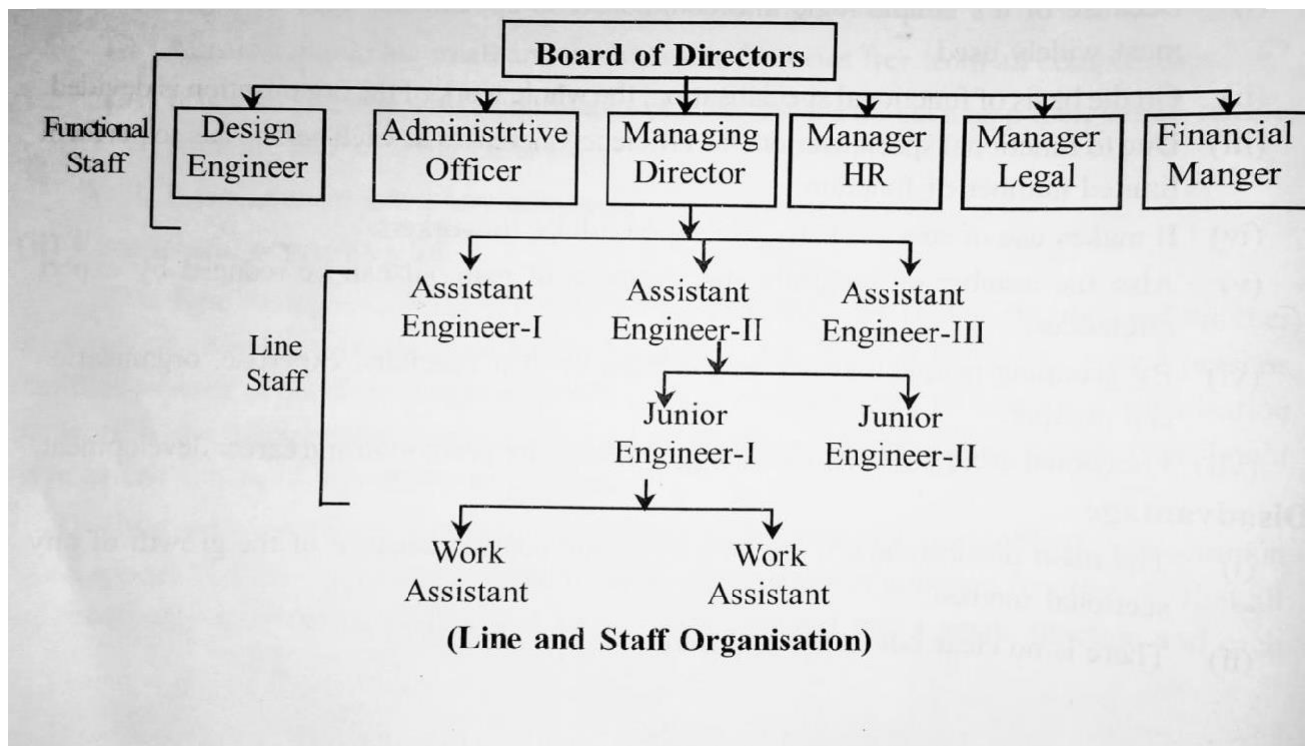 Board of Directors
Functional
Staff
Design
Engineer
Administrtive
Officer
Managing
Director
Manager
HR
Manager
Legal
Financial
Manger
Line
Staff
Assistant
Engineer-I
Assistant
Engineer-II
Assistant
Engineer-III
Junior
Engineer-I
Junior
Engineer-II
Work
Assistant
Work
Assistant
(Line and Staff Organisation)